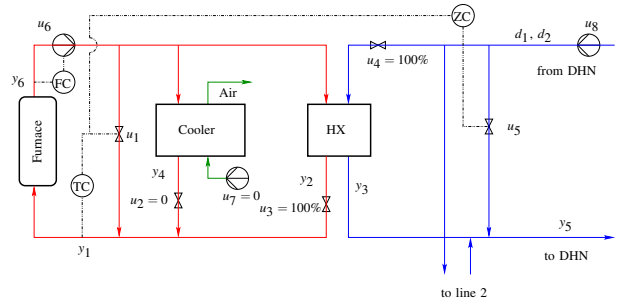 ZC
u₆
u₈
d₁, d₂
u₄ = 100%
from DHN
y₆
FC
Air
Furnace
Cooler
HX
u₁
u₅
TC
y₄
y₂
y₃
u₂ = 0
u₇ = 0
u₃ = 100%
y₁
y₅
to DHN
to line 2